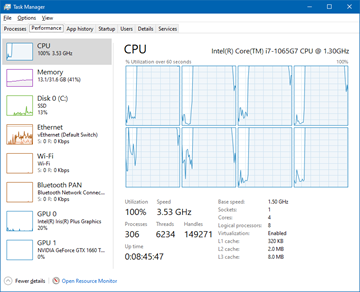 Task Manager
File Options View
Processes Performance App history Startup Users Details Services
CPU
100% 3.53 GHz
Memory
13.1/31.6 GB (41%)
Disk 0 (C:)
SSD
13%
Ethernet
vEthernet (Default Switch)
S: 0 R: 0 Kbps
Wi-Fi
Wi-Fi
S: 0 R: 0 Kbps
Bluetooth PAN
Bluetooth Network Connec...
S: 0 R: 0 Kbps
GPU 0
Intel(R) Iris(R) Plus Graphics
20%
GPU 1
NVIDIA GeForce GTX 1660 T...
0%
CPU Intel(R) Core(TM) i7-1065G7 CPU @ 1.30GHz
% Utilization over 60 seconds 100%
Utilization Speed
100% 3.53 GHz
Processes Threads Handles
306 6234 149271
Up time
0:08:45:47
Base speed: 1.50 GHz
Sockets: 1
Cores: 4
Logical processors: 8
Virtualization: Enabled
L1 cache: 320 KB
L2 cache: 2.0 MB
L3 cache: 8.0 MB
Fewer details Open Resource Monitor